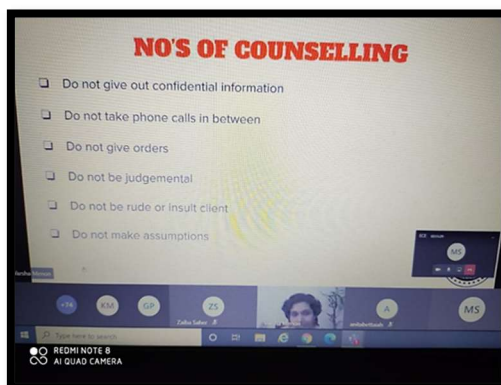 NO'S OF COUNSELLING
Do not give out confidential information
Do not take phone calls in between
Do not give orders
Do not be judgemental
Do not be rude or insult client
Do not make assumptions
MS
+74
KM
GP
ZS
A
MS
Zaiba Saher
Type here to search
REDMI NOTE 8
AI QUAD CAMERA